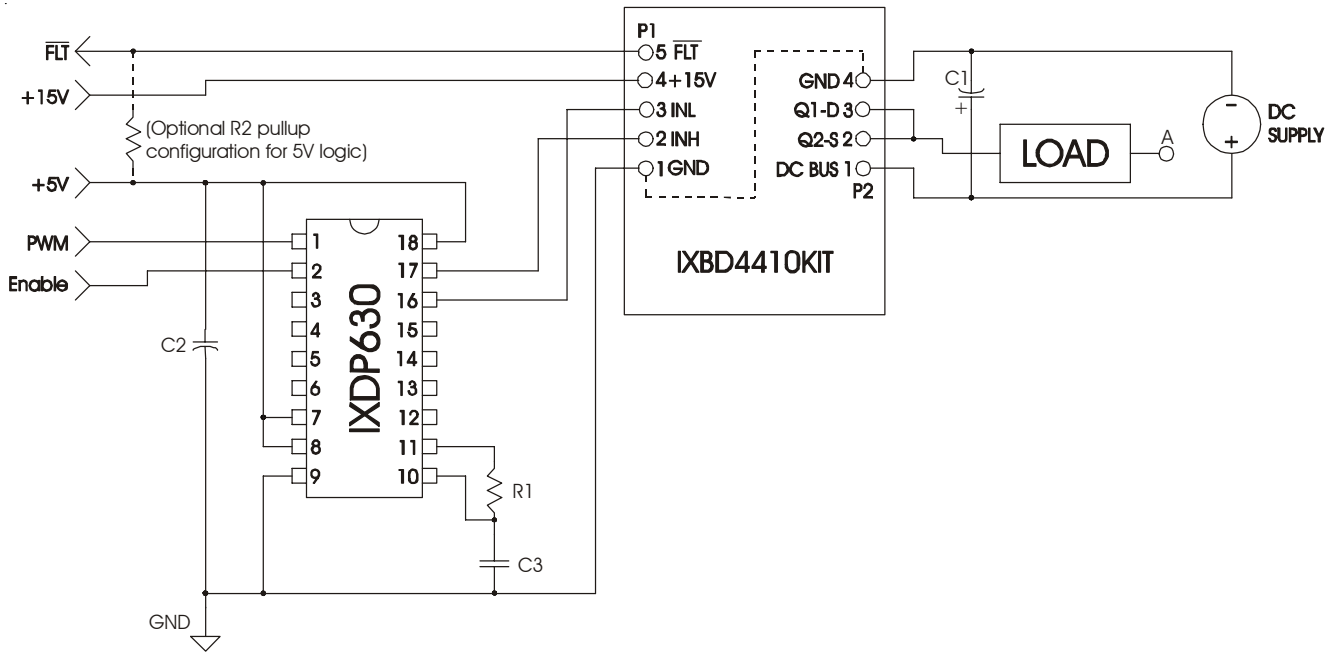 FLT
+15V
(Optional R2 pullup
configuration for 5V logic)
+5V
PWM
Enable
C2
GND
IXDP630
1
2
3
4
5
6
7
8
9
18
17
16
15
14
13
12
11
10
R1
C3
P1
5 FLT
4 +15V
3 INL
2 INH
1 GND
GND 4
Q1-D 3
Q2-S 2
DC BUS 1
P2
IXBD4410KIT
C1
+
LOAD
A
-
+
DC
SUPPLY